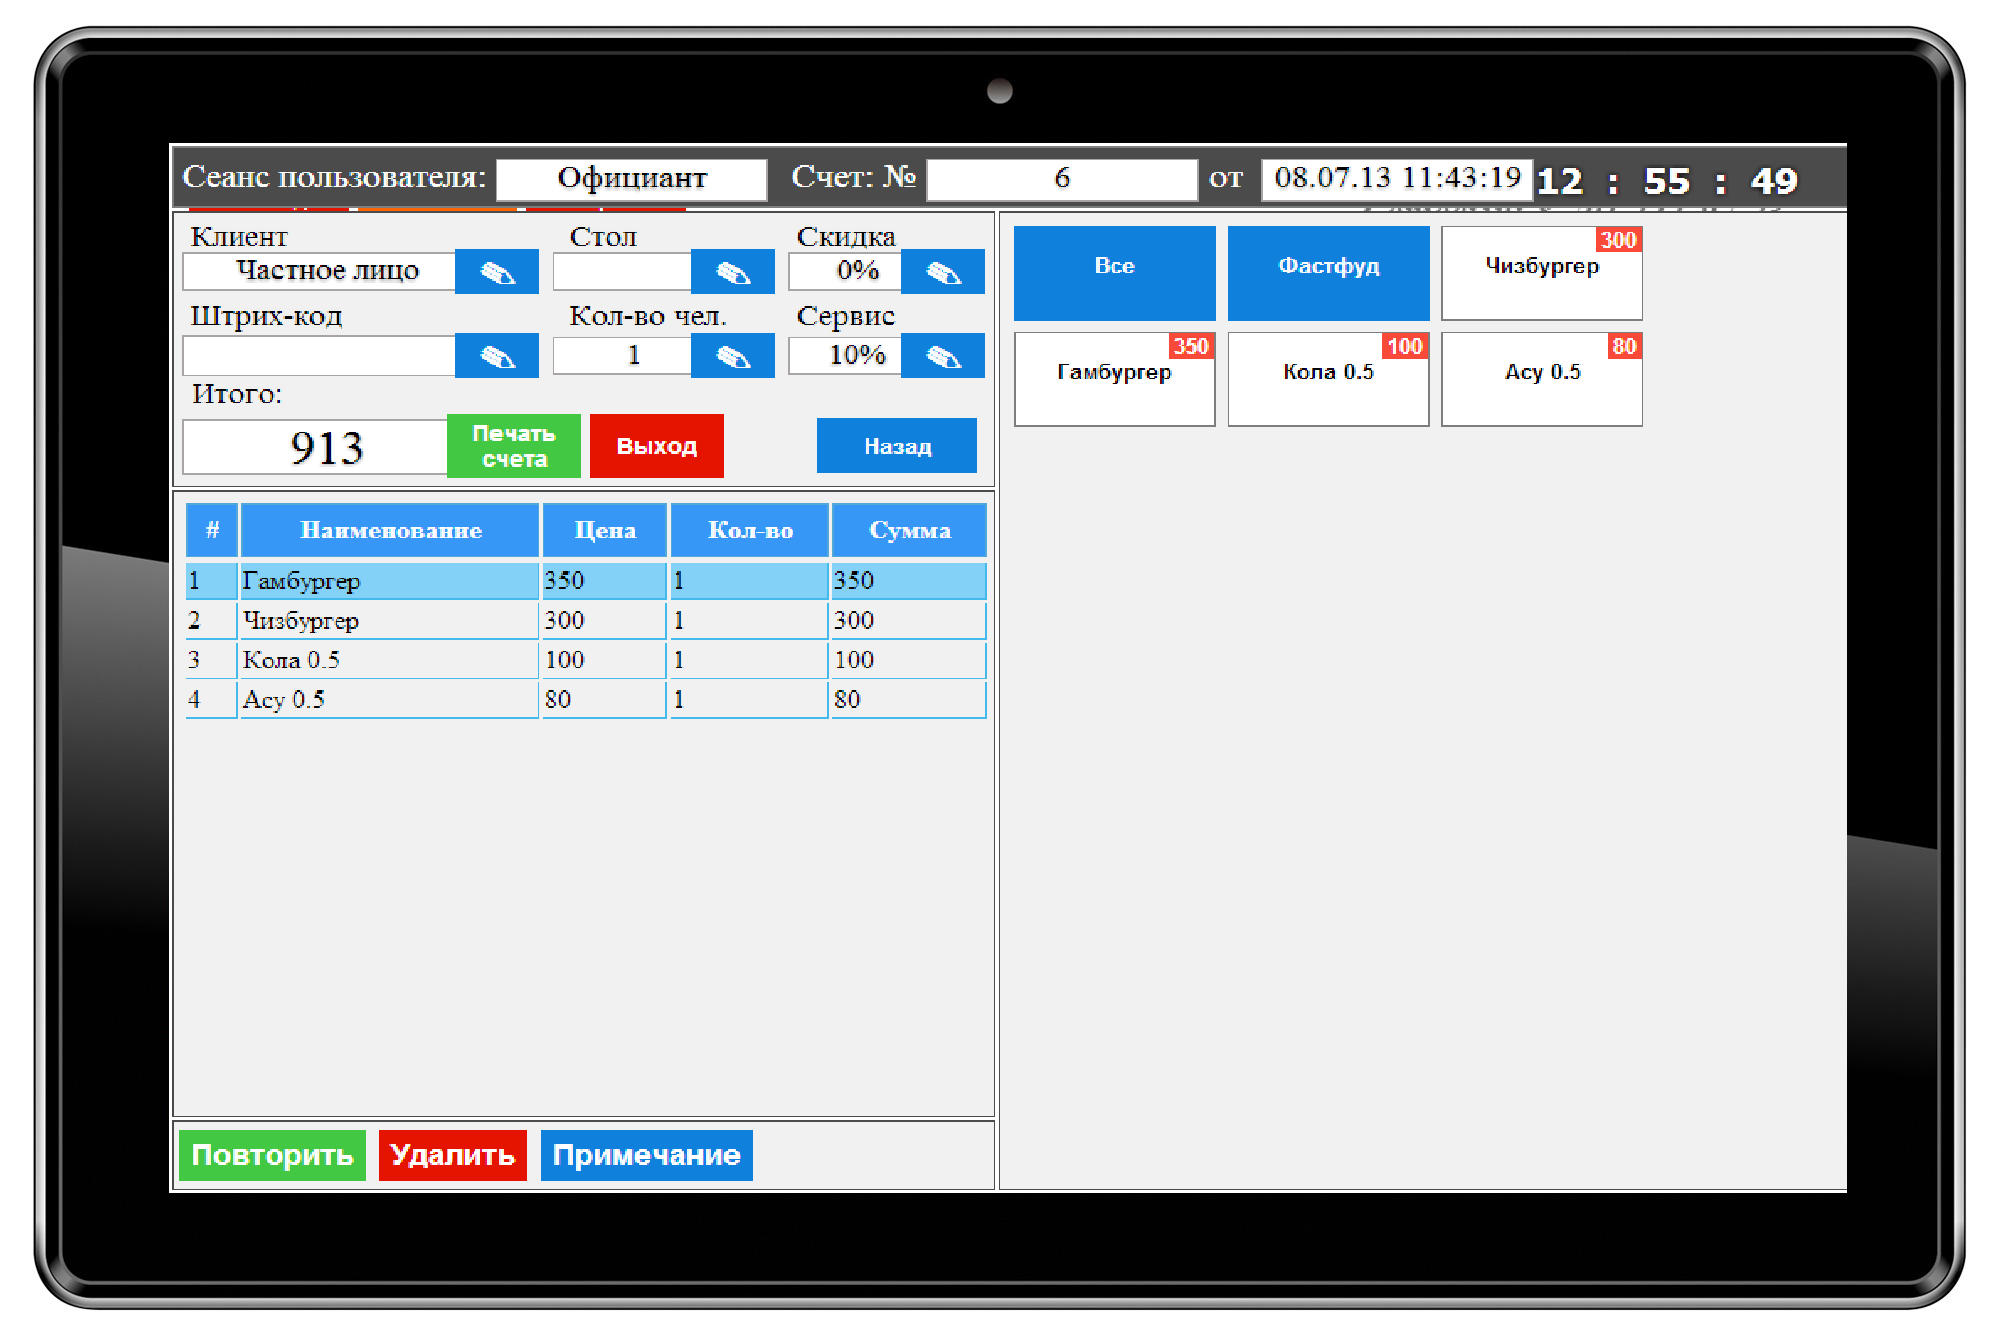 Сеанс пользователя: Официант Счет: № 6 от 08.07.13 11:43:19 12 : 55 : 49
Клиент Стол Скидка
Частное лицо 0%
Штрих-код Кол-во чел. Сервис
1 10%
Итого:
913 Печать счета Выход Назад
# Наименование Цена Кол-во Сумма
1 Гамбургер 350 1 350
2 Чизбургер 300 1 300
3 Кола 0.5 100 1 100
4 Асу 0.5 80 1 80
Повторить Удалить Примечание
Все Фастфуд Чизбургер 300
Гамбургер 350 Кола 0.5 100 Асу 0.5 80